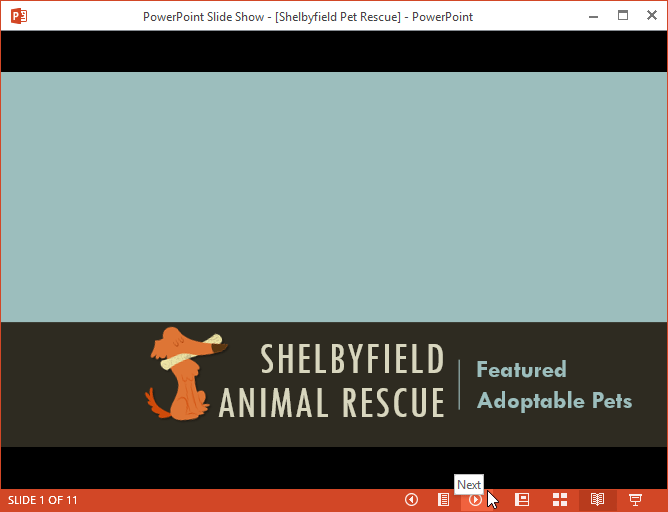 PowerPoint Slide Show - [Shelbyfield Pet Rescue] - PowerPoint
SHELBYFIELD
ANIMAL RESCUE
Featured
Adoptable Pets
Next
SLIDE 1 OF 11